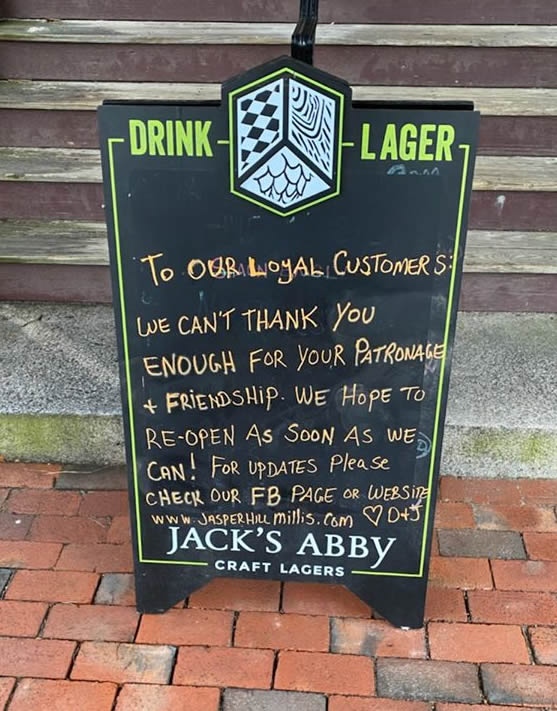 DRINK LAGER
TO OUR LOYAL CUSTOMERS:
WE CAN'T THANK YOU
ENOUGH FOR YOUR PATRONAGE
+ FRIENDSHIP. WE HOPE TO
RE-OPEN AS SOON AS WE
CAN! FOR UPDATES Please
CHECK OUR FB PAGE OR WEBSITE
WWW.JASPERHILLmillis.com ♡ D+J
JACK'S ABBY
CRAFT LAGERS